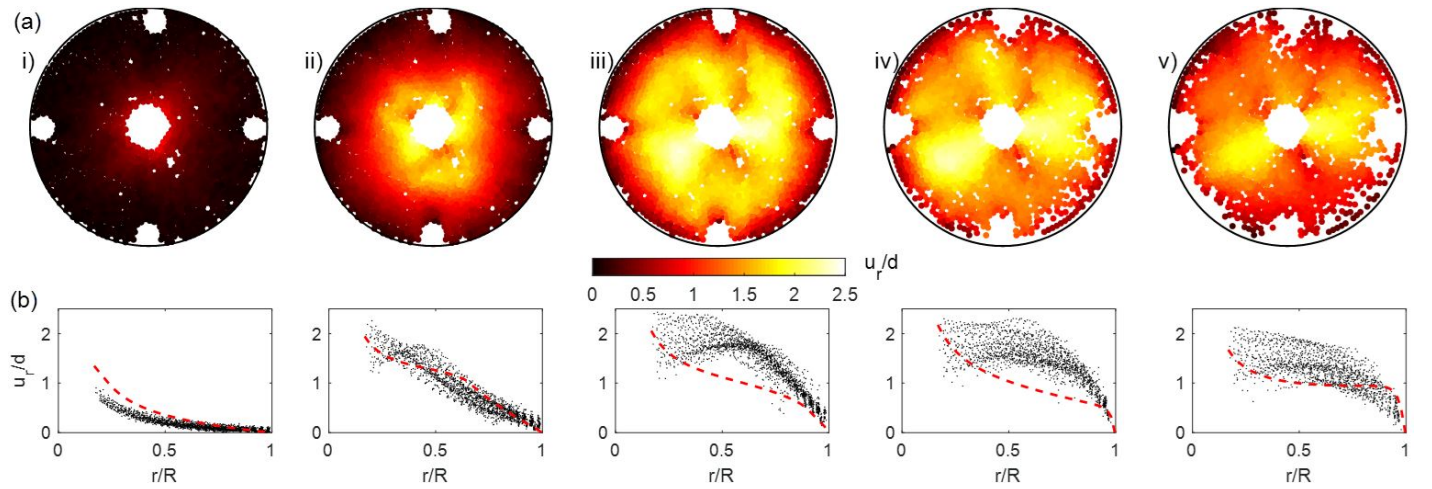 (a)
i) ii) iii) iv) v)
u_r/d
0 0.5 1 1.5 2 2.5
(b)
2 2 2 2 2
u_r/d
1 1 1 1 1
0 0 0 0 0
0 0.5 1 0 0.5 1 0 0.5 1 0 0.5 1 0 0.5 1
r/R r/R r/R r/R r/R